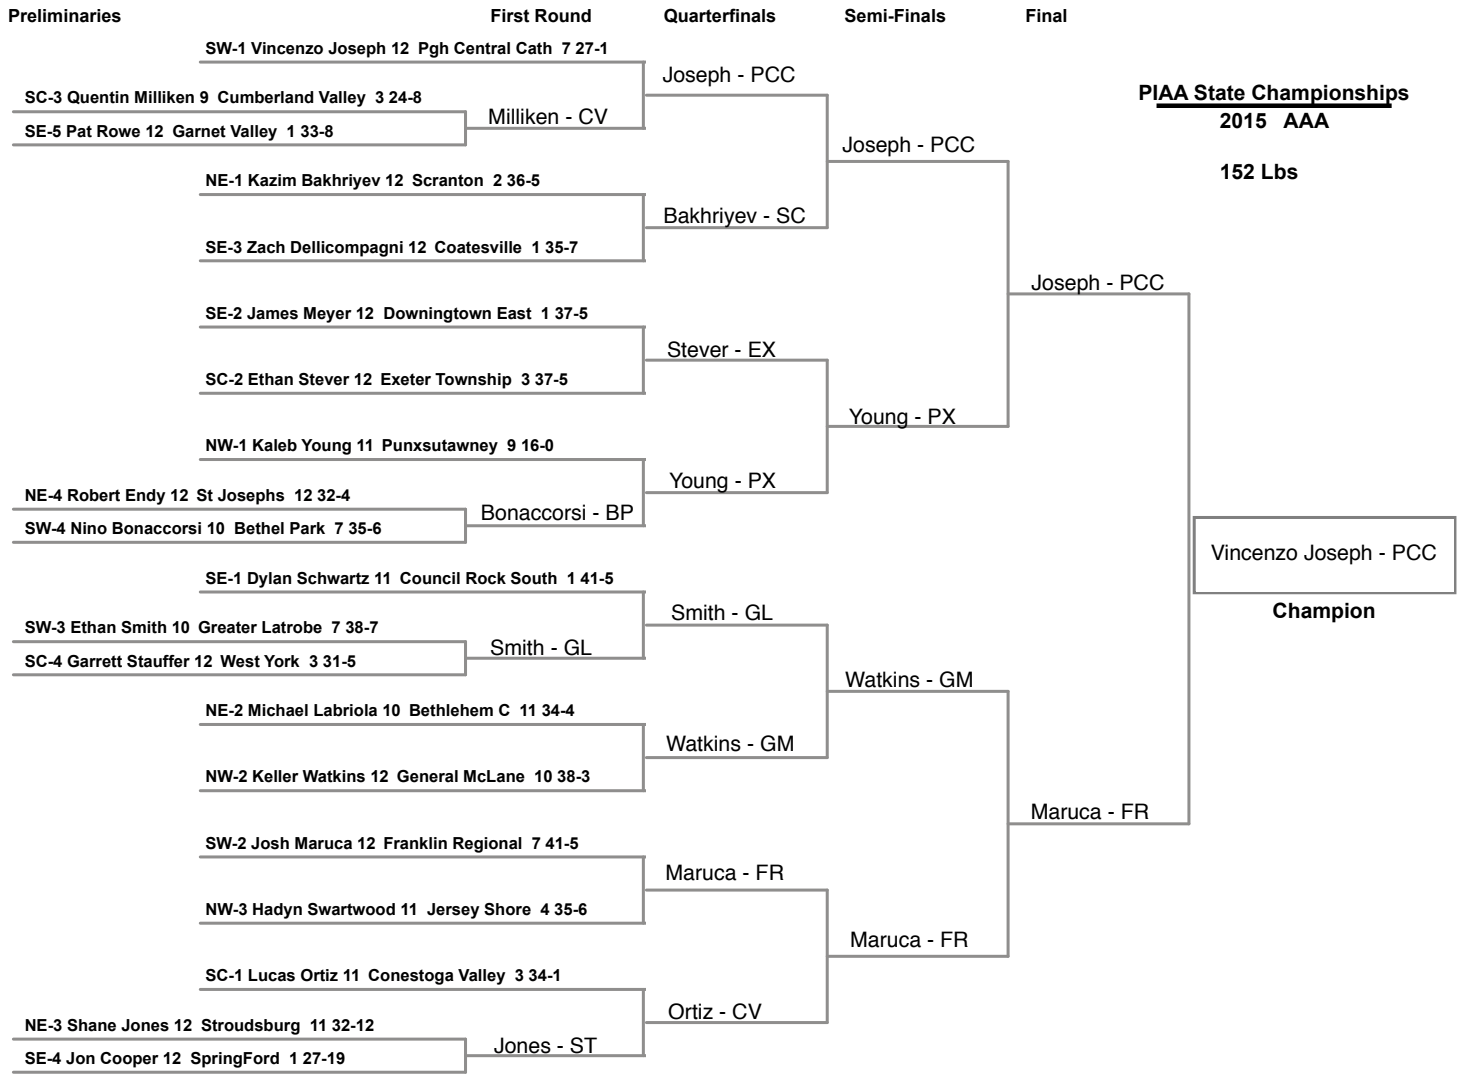 Preliminaries First Round Quarterfinals Semi-Finals Final
SW-1 Vincenzo Joseph 12 Pgh Central Cath 7 27-1
Joseph - PCC
SC-3 Quentin Milliken 9 Cumberland Valley 3 24-8
PIAA State Championships
Milliken - CV
2015 AAA
SE-5 Pat Rowe 12 Garnet Valley 1 33-8
Joseph - PCC
152 Lbs
NE-1 Kazim Bakhriyev 12 Scranton 2 36-5
Bakhriyev - SC
SE-3 Zach Dellicompagni 12 Coatesville 1 35-7
Joseph - PCC
SE-2 James Meyer 12 Downingtown East 1 37-5
Stever - EX
SC-2 Ethan Stever 12 Exeter Township 3 37-5
Young - PX
NW-1 Kaleb Young 11 Punxsutawney 9 16-0
Young - PX
NE-4 Robert Endy 12 St Josephs 12 32-4
Bonaccorsi - BP
SW-4 Nino Bonaccorsi 10 Bethel Park 7 35-6
Vincenzo Joseph - PCC
SE-1 Dylan Schwartz 11 Council Rock South 1 41-5
Champion
Smith - GL
SW-3 Ethan Smith 10 Greater Latrobe 7 38-7
Smith - GL
SC-4 Garrett Stauffer 12 West York 3 31-5
Watkins - GM
NE-2 Michael Labriola 10 Bethlehem C 11 34-4
Watkins - GM
NW-2 Keller Watkins 12 General McLane 10 38-3
Maruca - FR
SW-2 Josh Maruca 12 Franklin Regional 7 41-5
Maruca - FR
NW-3 Hadyn Swartwood 11 Jersey Shore 4 35-6
Maruca - FR
SC-1 Lucas Ortiz 11 Conestoga Valley 3 34-1
Ortiz - CV
NE-3 Shane Jones 12 Stroudsburg 11 32-12
Jones - ST
SE-4 Jon Cooper 12 SpringFord 1 27-19